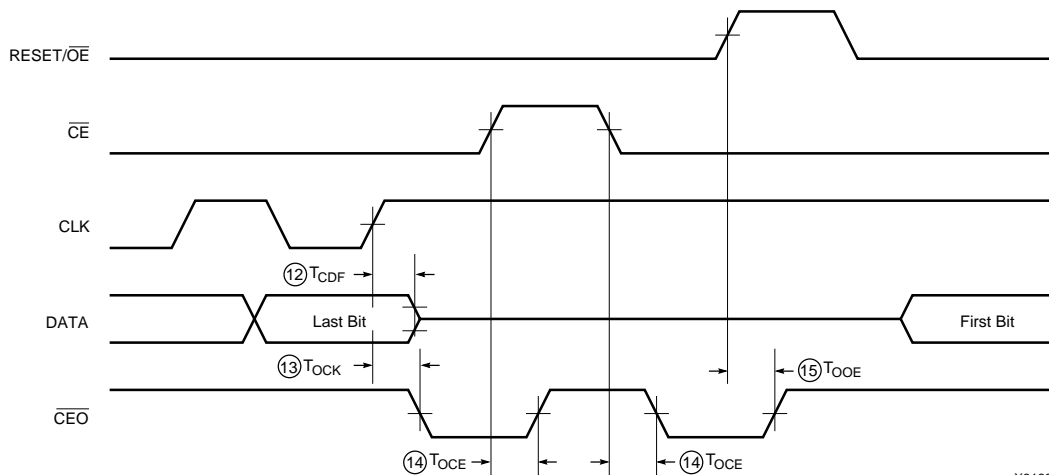 RESET/OE
CE
CLK
⑫ TCDF
DATA
Last Bit
First Bit
⑬ TOCK
⑮ TOOE
CEO
⑭ TOCE
⑭ TOCE